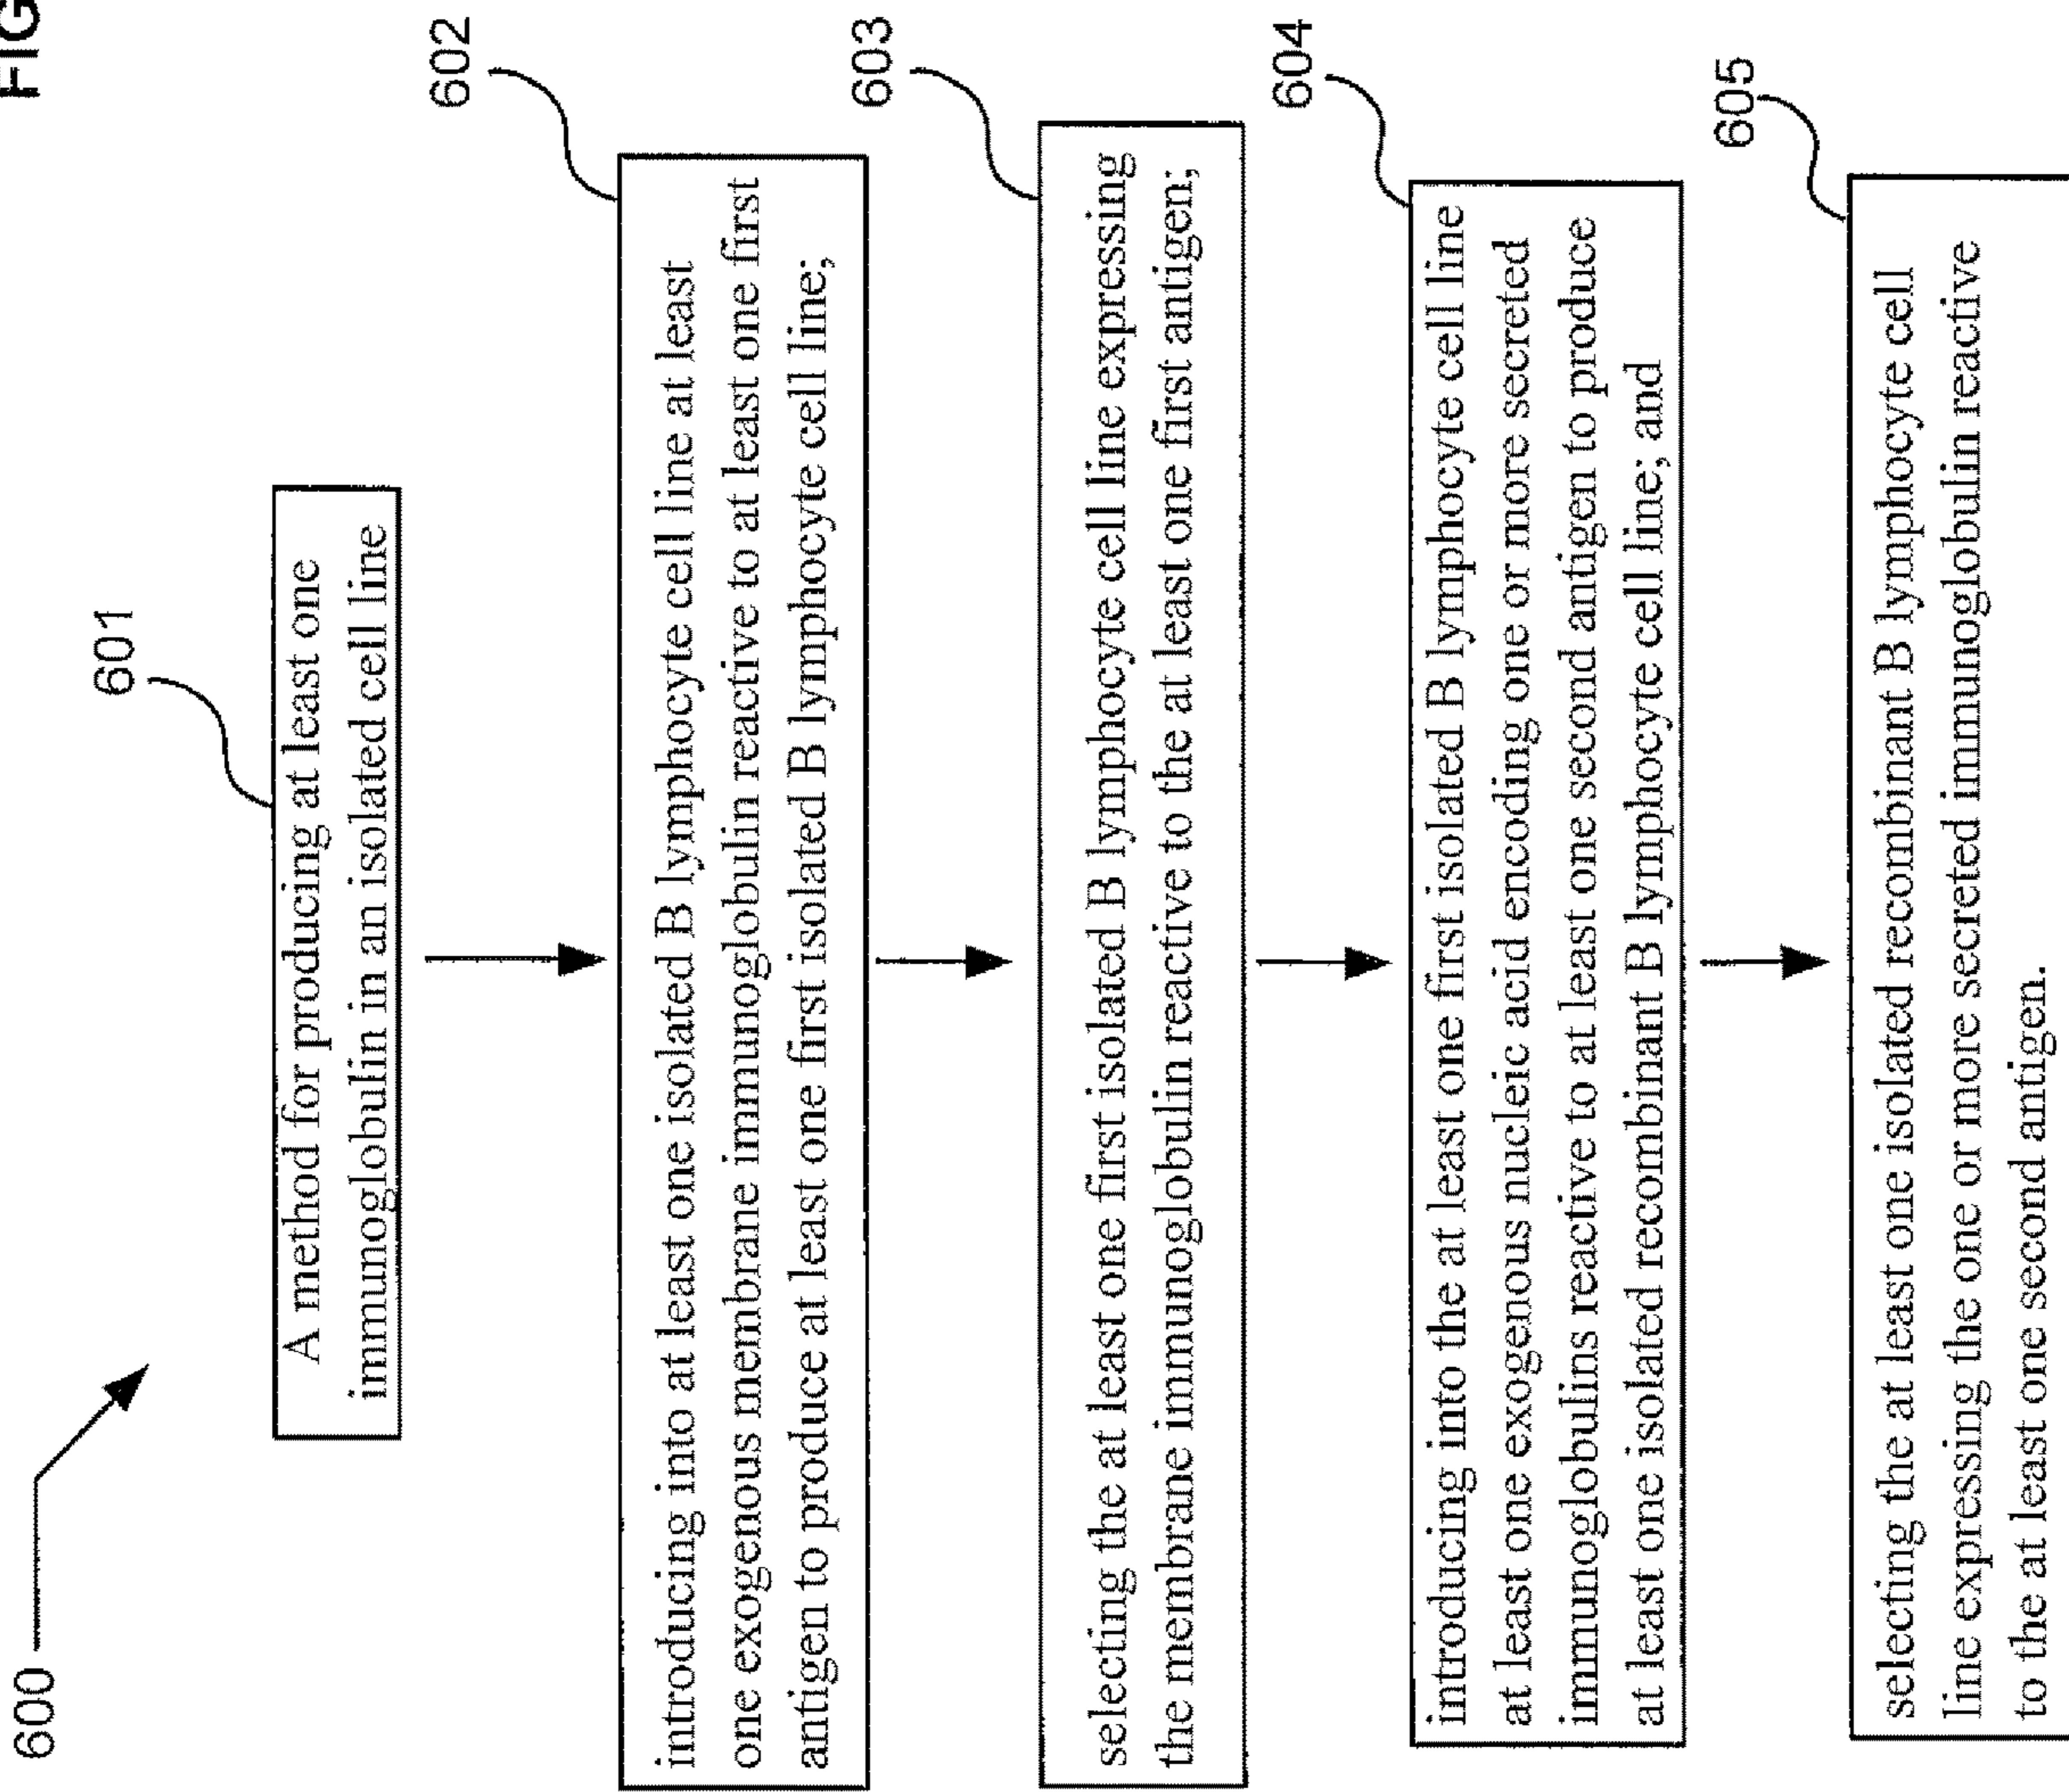 FIG
600
601
A method for producing at least one
immunoglobulin in an isolated cell line
602
introducing into at least one isolated B lymphocyte cell line at least
one exogenous membrane immunoglobulin reactive to at least one first
antigen to produce at least one first isolated B lymphocyte cell line;
603
selecting the at least one first isolated B lymphocyte cell line expressing
the membrane immunoglobulin reactive to the at least one first antigen;
604
introducing into the at least one first isolated B lymphocyte cell line
at least one exogenous nucleic acid encoding one or more secreted
immunoglobulins reactive to at least one second antigen to produce
at least one isolated recombinant B lymphocyte cell line; and
605
selecting the at least one isolated recombinant B lymphocyte cell
line expressing the one or more secreted immunoglobulin reactive
to the at least one second antigen.